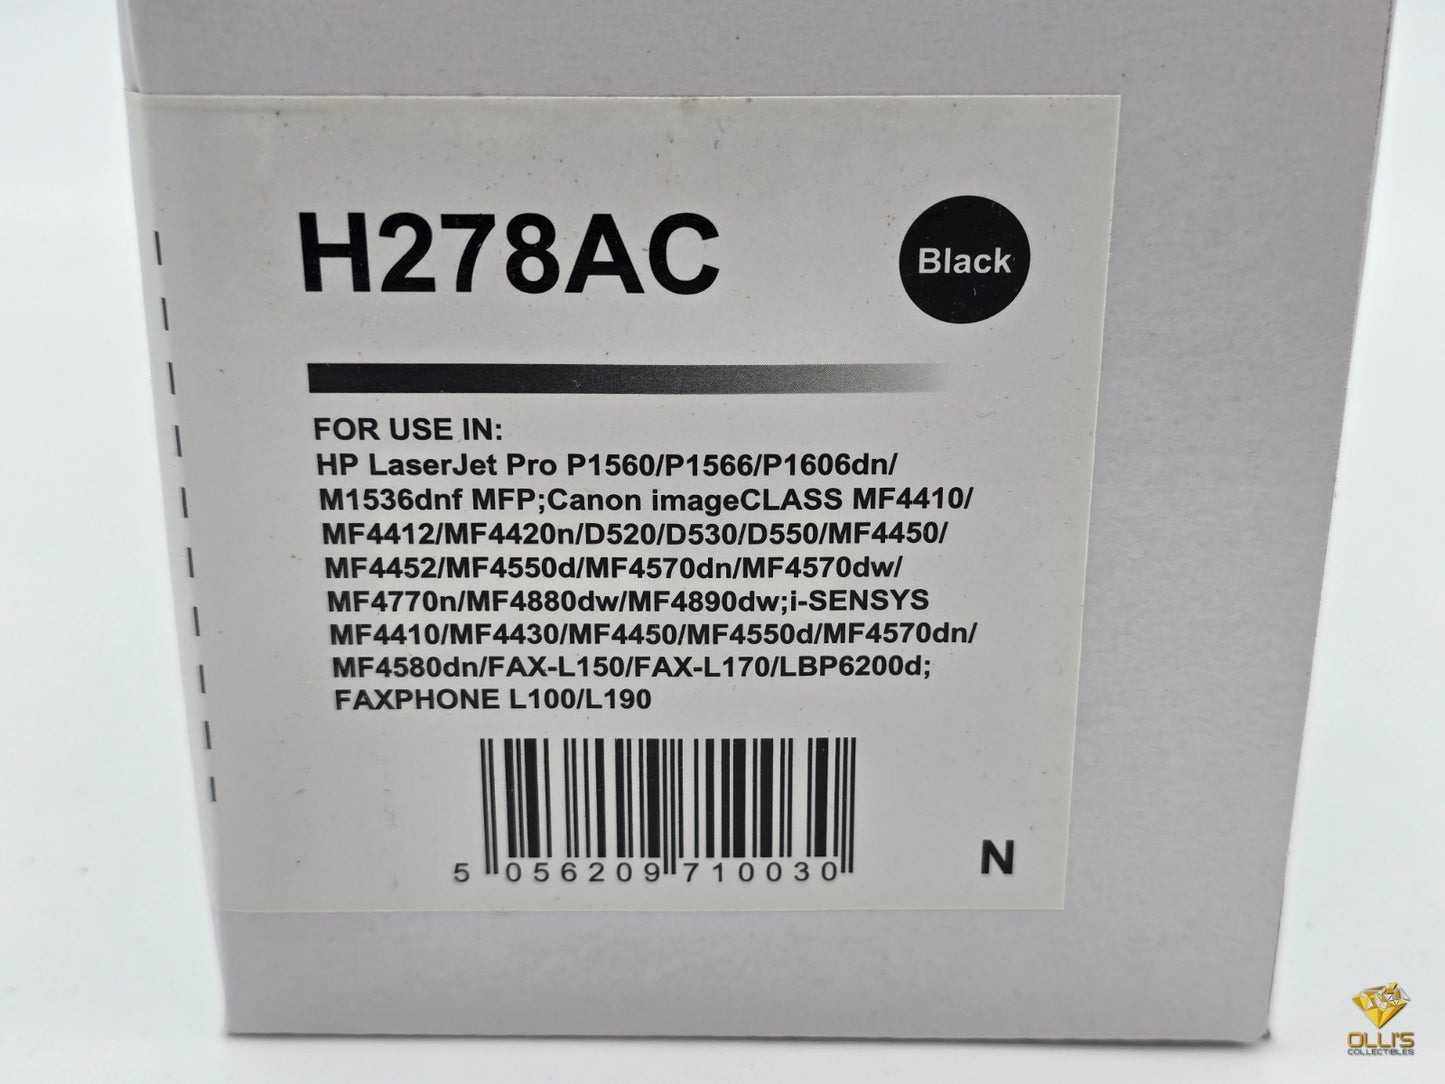 H278AC
Black
FOR USE IN:
HP LaserJet Pro P1560/P1566/P1606dn/
M1536dnf MFP;Canon imageCLASS MF4410/
MF4412/MF4420n/D520/D530/D550/MF4450/
MF4452/MF4550d/MF4570dn/MF4570dw/
MF4770n/MF4880dw/MF4890dw;i-SENSYS
MF4410/MF4430/MF4450/MF4550d/MF4570dn/
MF4580dn/FAX-L150/FAX-L170/LBP6200d;
FAXPHONE L100/L190
5 056209 710030
N
OLLI'S
COLLECTIBLES